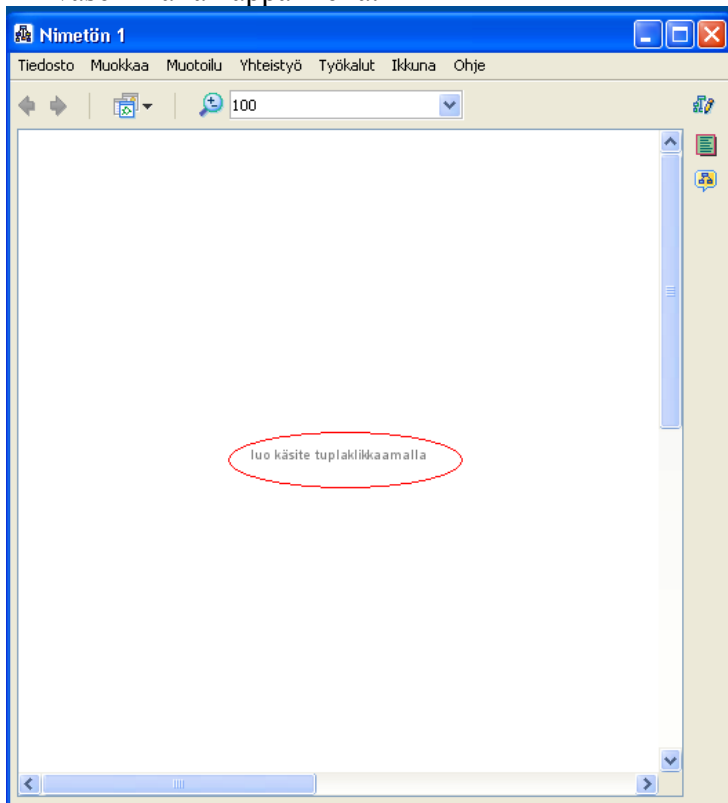 Nimetön 1
Tiedosto Muokkaa Muotoilu Yhteistyö Työkalut Ikkuna Ohje
100
luo käsite tuplaklikkaamalla